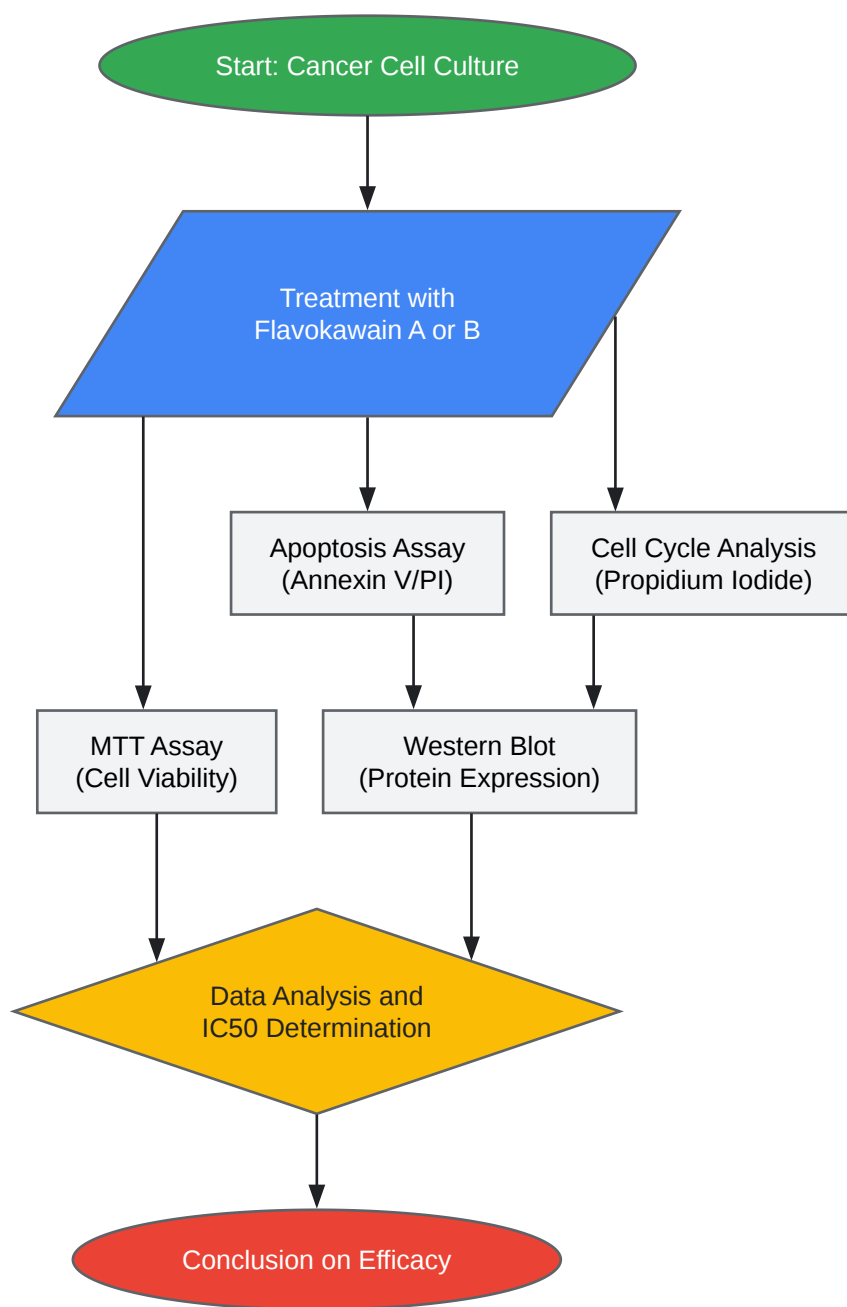 Start: Cancer Cell Culture
Treatment with
Flavokawain A or B
Apoptosis Assay
(Annexin V/PI)
Cell Cycle Analysis
(Propidium Iodide)
MTT Assay
(Cell Viability)
Western Blot
(Protein Expression)
Data Analysis and
IC50 Determination
Conclusion on Efficacy